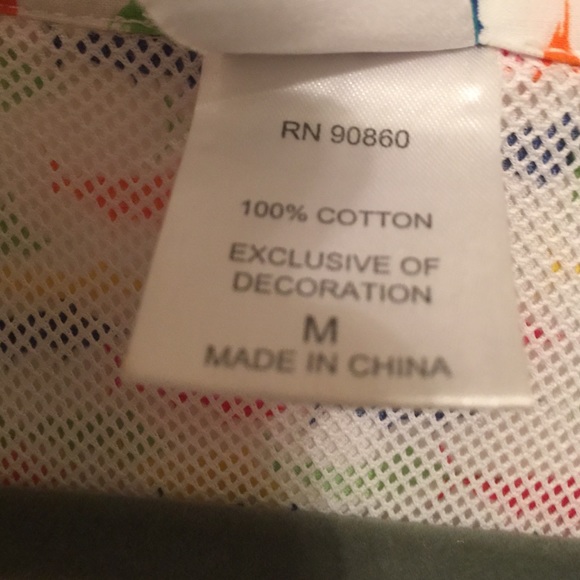 RN 90860
100% COTTON
EXCLUSIVE OF
DECORATION
M
MADE IN CHINA